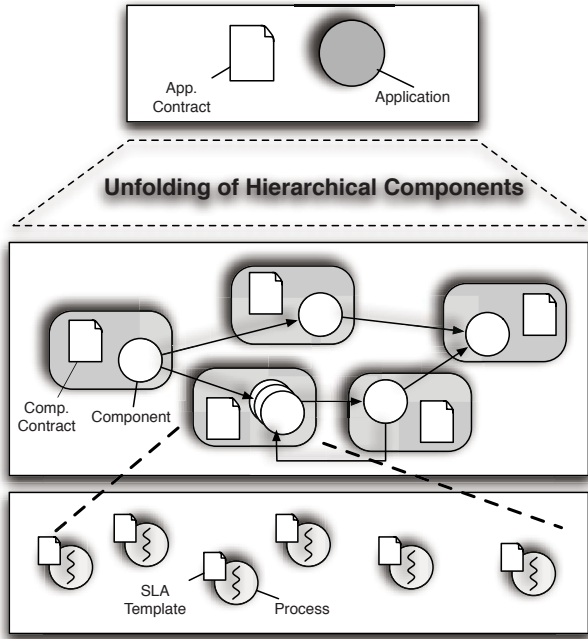 App.
Contract
Application
Unfolding of Hierarchical Components
Comp.
Contract
Component
SLA
Template
Process